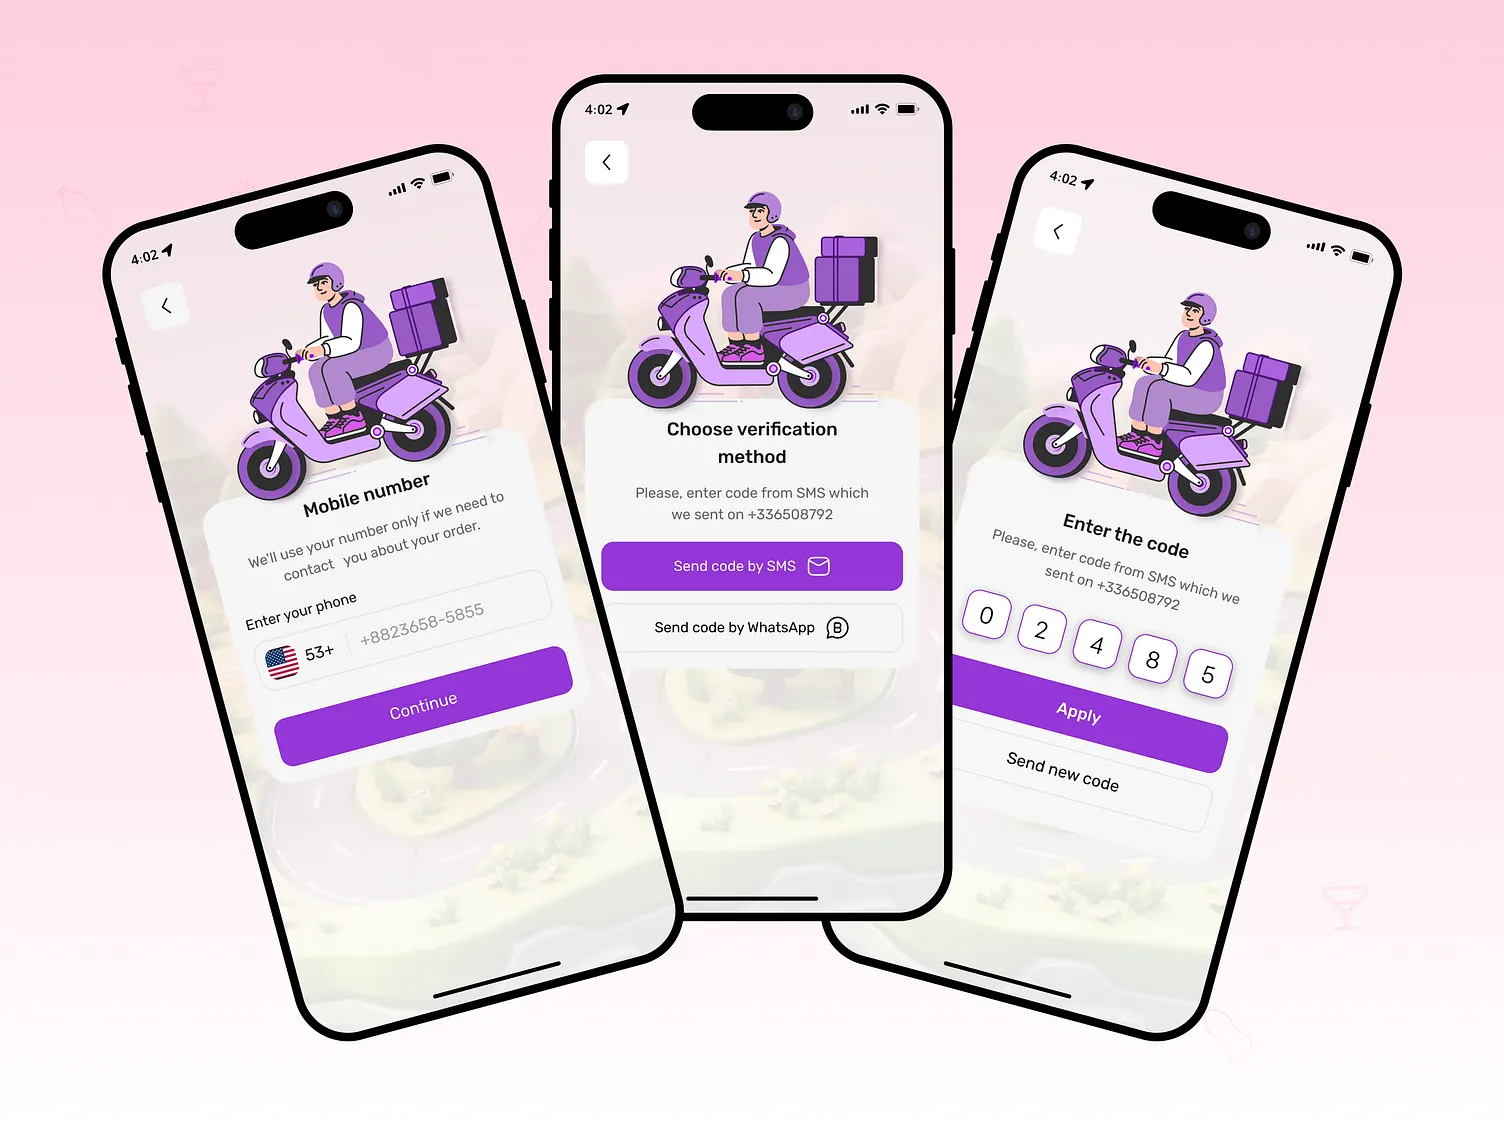 4:02
Mobile number
We'll use your number only if we need to
contact you about your order.
Enter your phone
53+ +8823658-5855
Continue
4:02
Choose verification
method
Please, enter code from SMS which
we sent on +336508792
Send code by SMS
Send code by WhatsApp
4:02
Enter the code
Please, enter code from SMS which we
sent on +336508792
0 2 4 8 5
Apply
Send new code